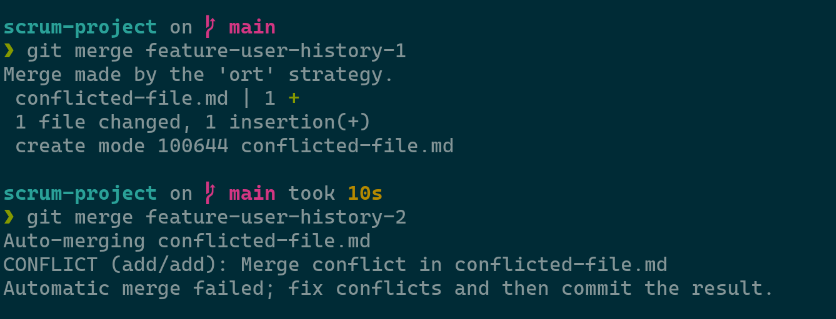 scrum-project on main
❯ git merge feature-user-history-1
Merge made by the 'ort' strategy.
 conflicted-file.md | 1 +
 1 file changed, 1 insertion(+)
 create mode 100644 conflicted-file.md
scrum-project on main took 10s
❯ git merge feature-user-history-2
Auto-merging conflicted-file.md
CONFLICT (add/add): Merge conflict in conflicted-file.md
Automatic merge failed; fix conflicts and then commit the result.